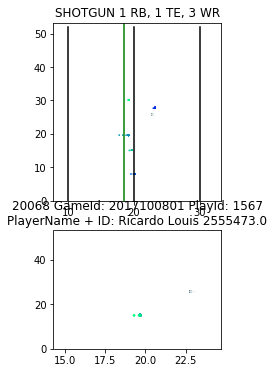 SHOTGUN 1 RB, 1 TE, 3 WR
50
40
30
20
10
0
10 20 30
20068 GameId: 2017100801 PlayId: 1567
PlayerName + ID: Ricardo Louis 2555473.0
40
20
0
15.0 17.5 20.0 22.5